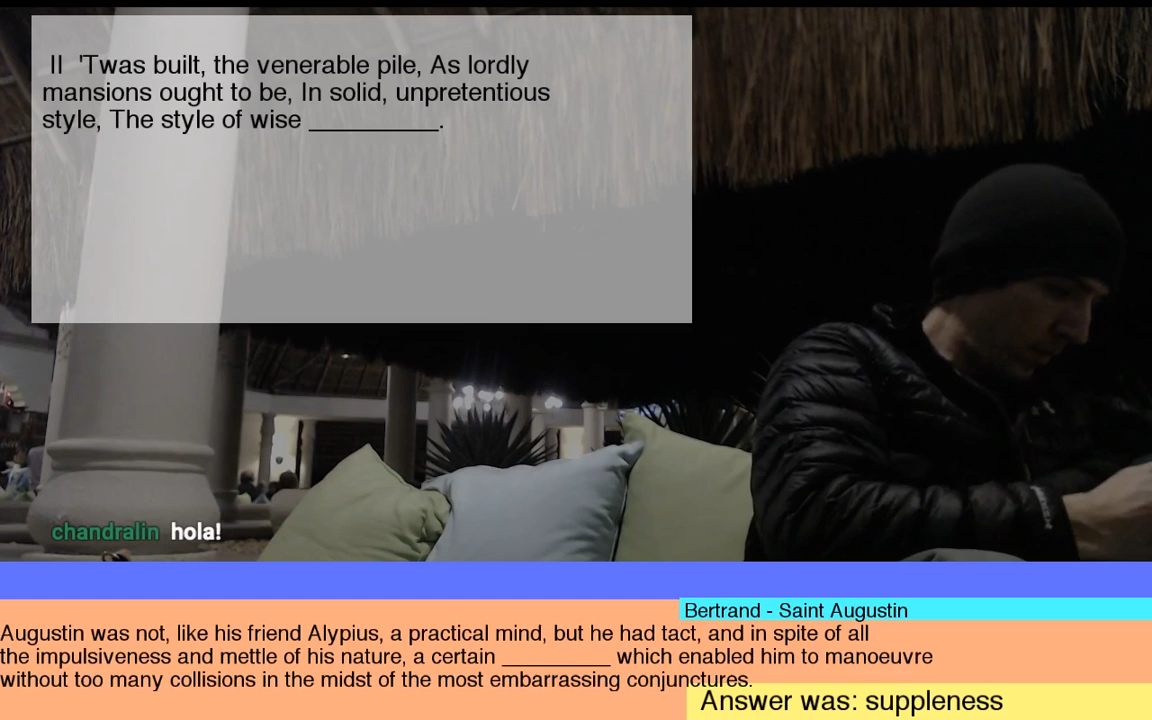 II 'Twas built, the venerable pile, As lordly
mansions ought to be, In solid, unpretentious
style, The style of wise __________.
chandralin hola!
Bertrand - Saint Augustin
Augustin was not, like his friend Alypius, a practical mind, but he had tact, and in spite of all
the impulsiveness and mettle of his nature, a certain __________ which enabled him to manoeuvre
without too many collisions in the midst of the most embarrassing conjunctures.
Answer was: suppleness